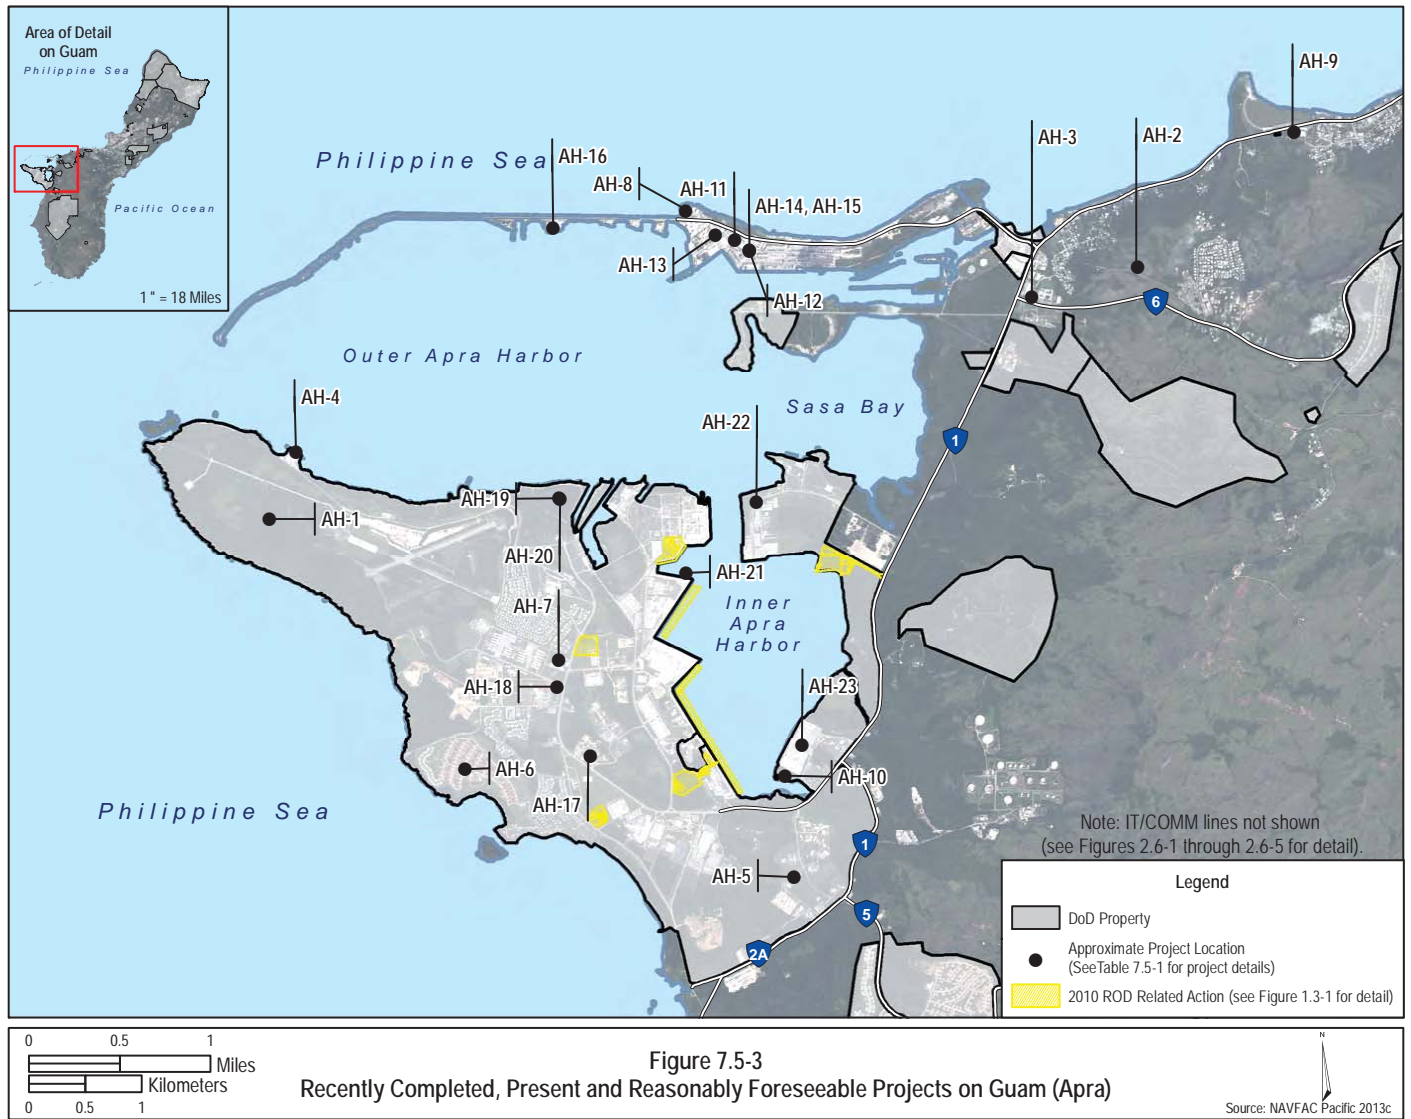 Area of Detail
on Guam
Philippine Sea
Pacific Ocean
1 " = 18 Miles
Philippine Sea
AH-16
AH-8
AH-11
AH-14, AH-15
AH-13
AH-12
AH-3
AH-2
AH-9
6
Outer Apra Harbor
Sasa Bay
AH-4
AH-22
1
AH-19
AH-1
AH-20
AH-21
AH-7
Inner
Apra
Harbor
AH-18
AH-23
AH-6
AH-10
AH-17
Philippine Sea
AH-5
1
5
2A
Note: IT/COMM lines not shown
(see Figures 2.6-1 through 2.6-5 for detail).
Legend
DoD Property
Approximate Project Location
(SeeTable 7.5-1 for project details)
2010 ROD Related Action (see Figure 1.3-1 for detail)
0 0.5 1
Miles
Kilometers
0 0.5 1
Figure 7.5-3
Recently Completed, Present and Reasonably Foreseeable Projects on Guam (Apra)
N
Source: NAVFAC Pacific 2013c